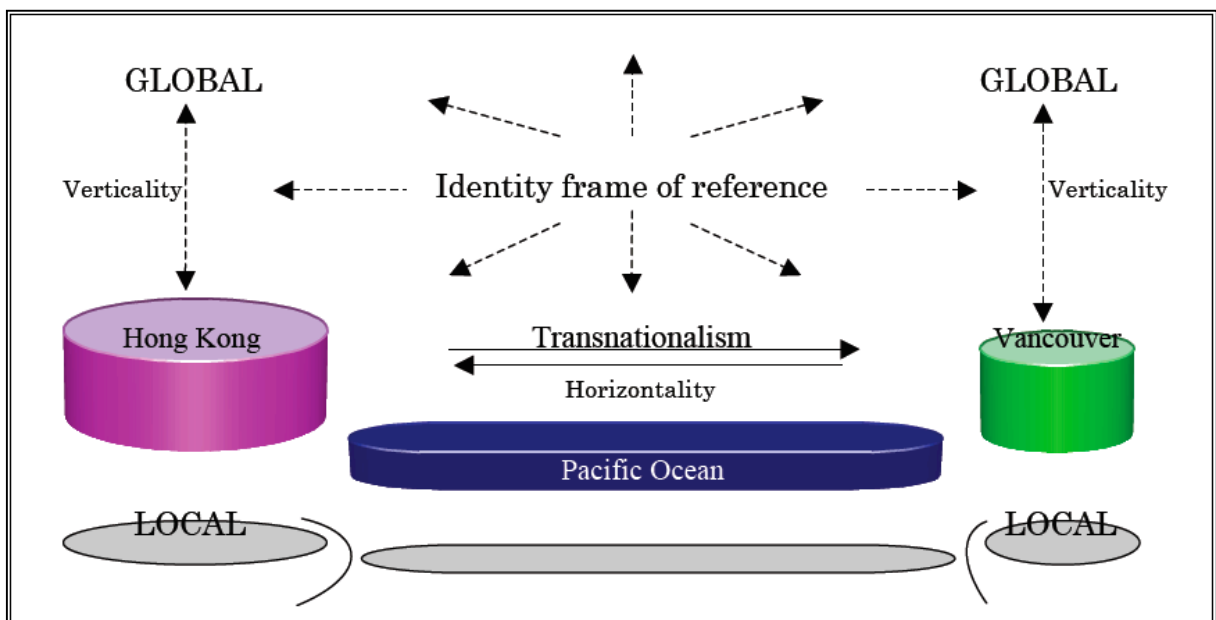 GLOBAL
GLOBAL
Verticality
Identity frame of reference
Verticality
Hong Kong
Transnationalism
Vancouver
Horizontality
Pacific Ocean
LOCAL
LOCAL